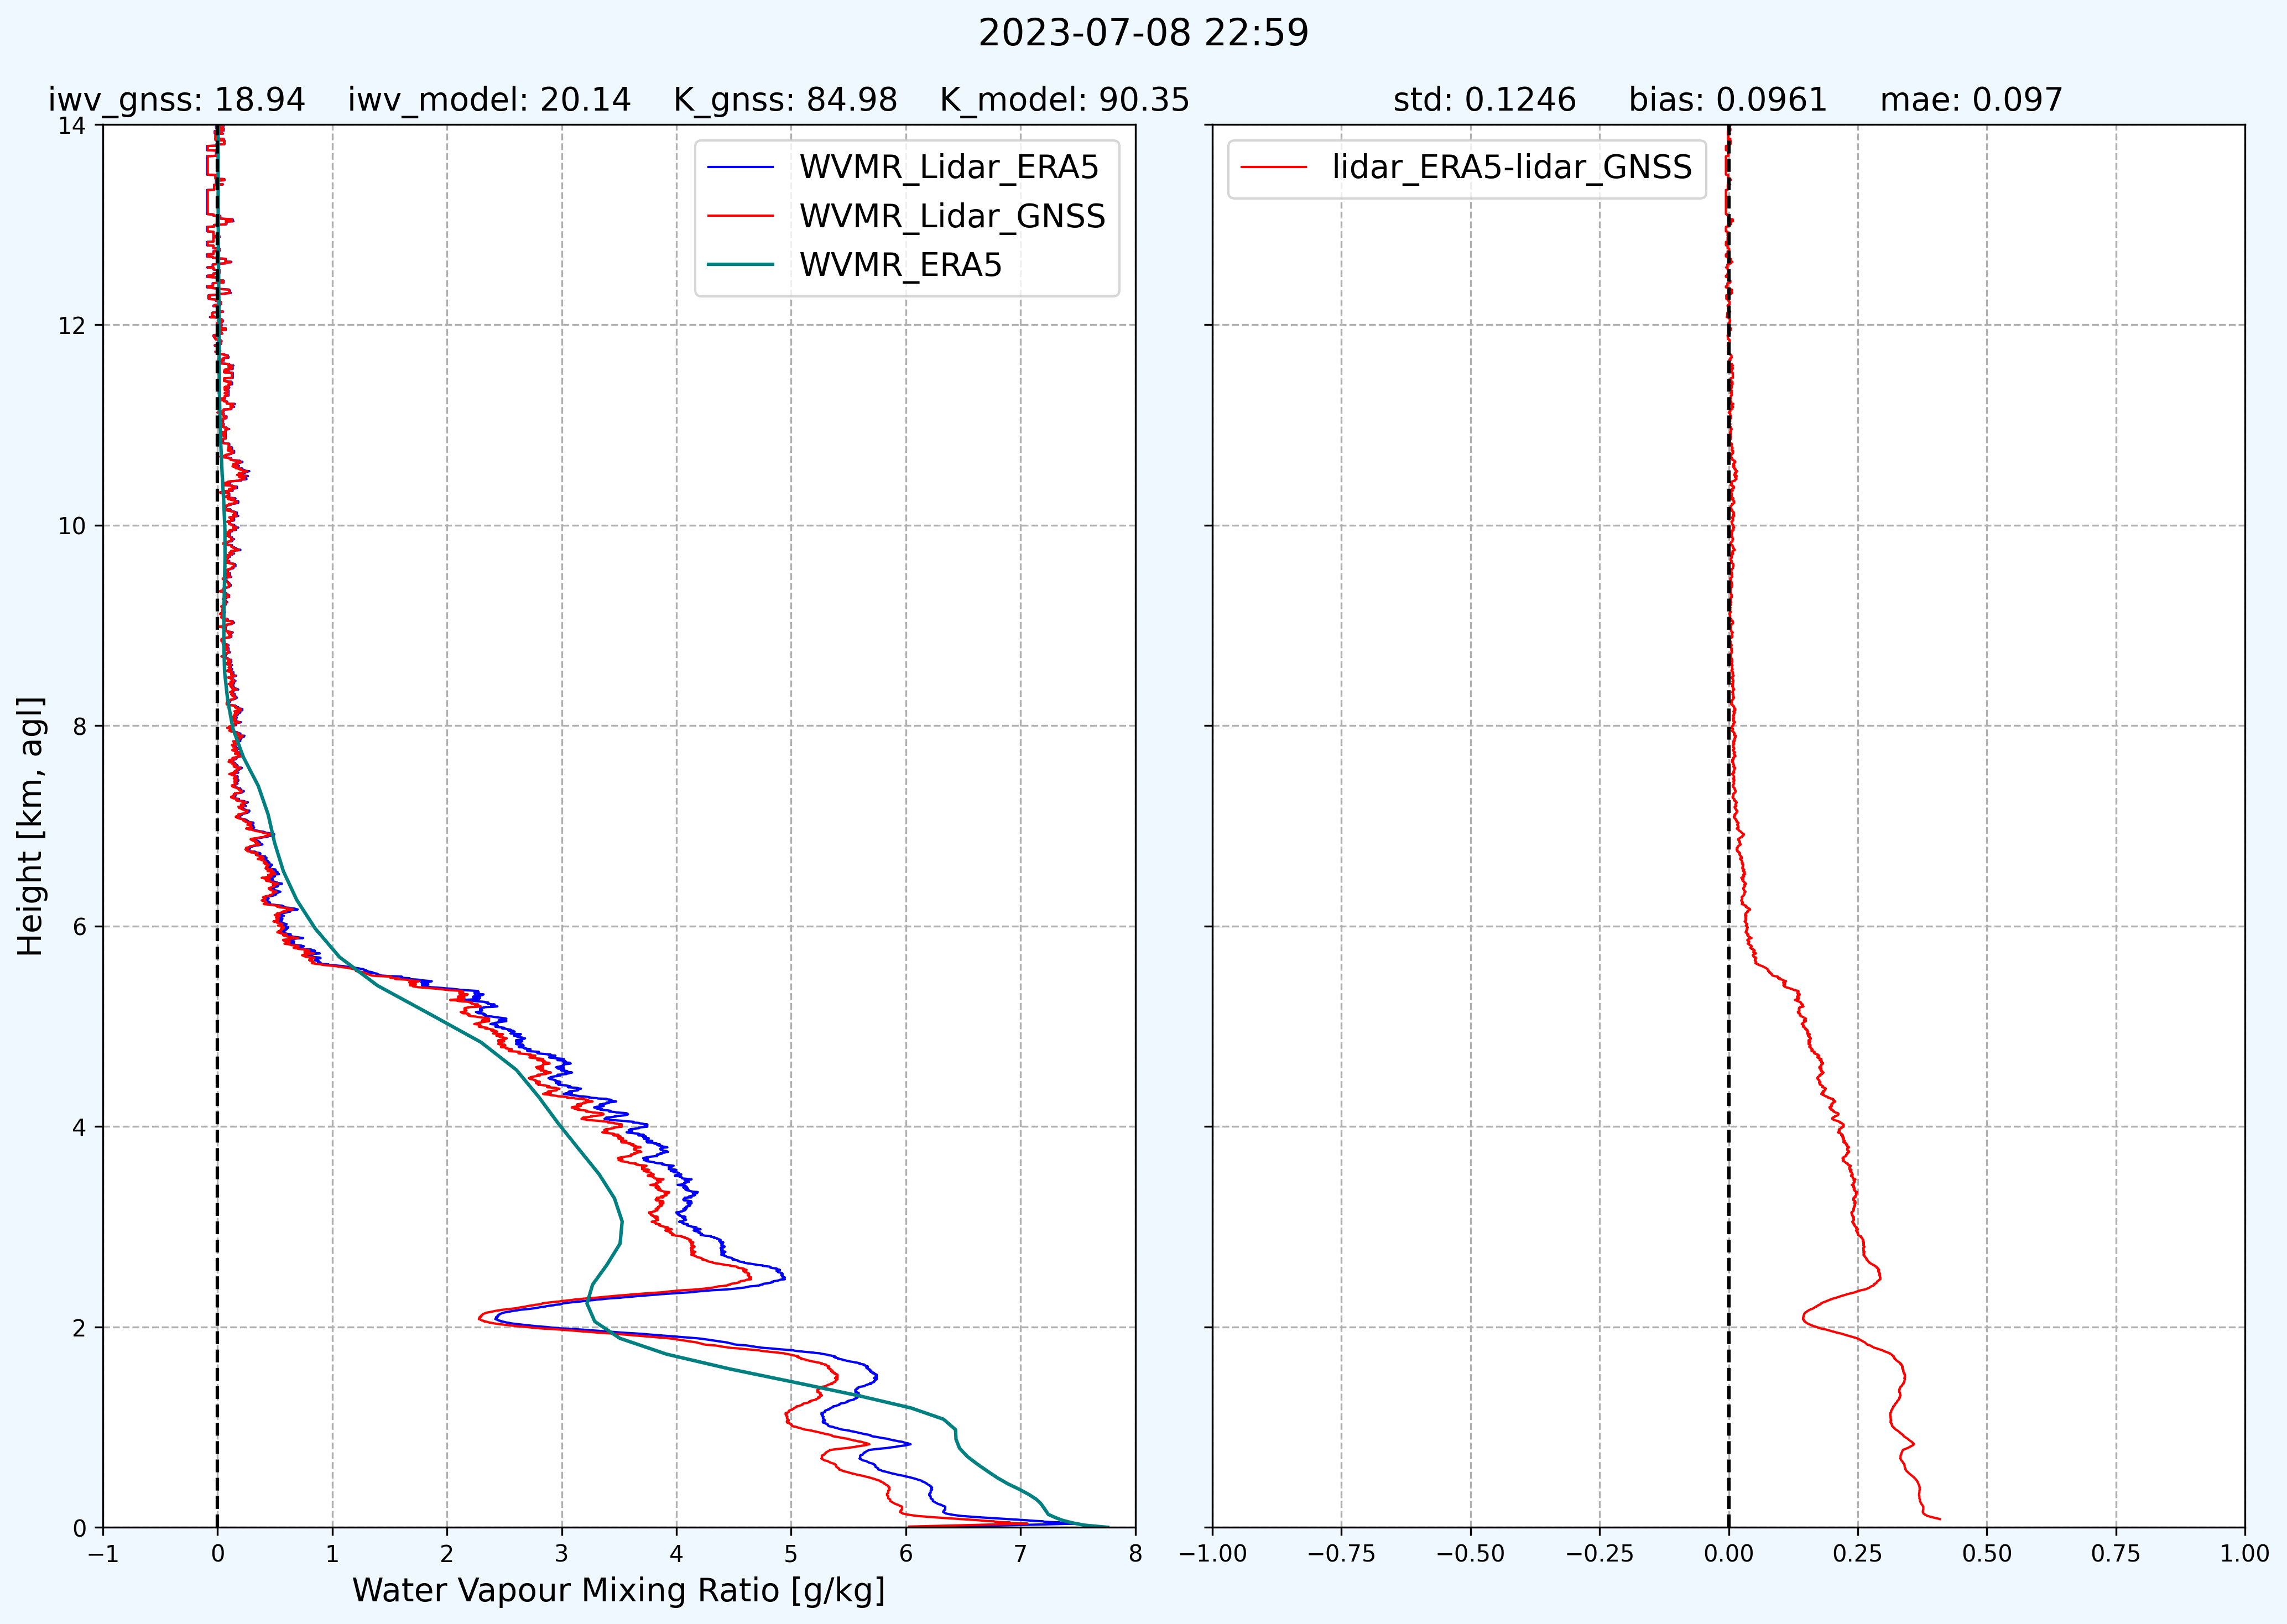 2023-07-08 22:59
iwv_gnss: 18.94 iwv_model: 20.14 K_gnss: 84.98 K_model: 90.35
std: 0.1246 bias: 0.0961 mae: 0.097
WVMR_Lidar_ERA5
WVMR_Lidar_GNSS
WVMR_ERA5
lidar_ERA5-lidar_GNSS
Height [km, agl]
14
12
10
8
6
4
2
0
−1 0 1 2 3 4 5 6 7 8
Water Vapour Mixing Ratio [g/kg]
−1.00 −0.75 −0.50 −0.25 0.00 0.25 0.50 0.75 1.00